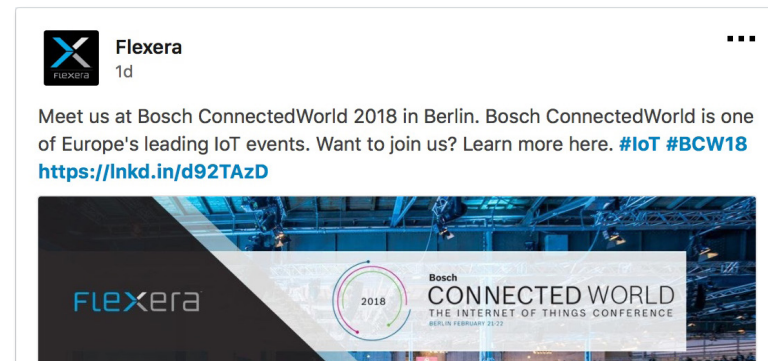 Flexera
FLEXera
1d
Meet us at Bosch ConnectedWorld 2018 in Berlin. Bosch ConnectedWorld is one
of Europe's leading IoT events. Want to join us? Learn more here. #IoT #BCW18
https://lnkd.in/d92TAzD
FLEXera
2018
Bosch
CONNECTED WORLD
THE INTERNET OF THINGS CONFERENCE
BERLIN FEBRUARY 21-22